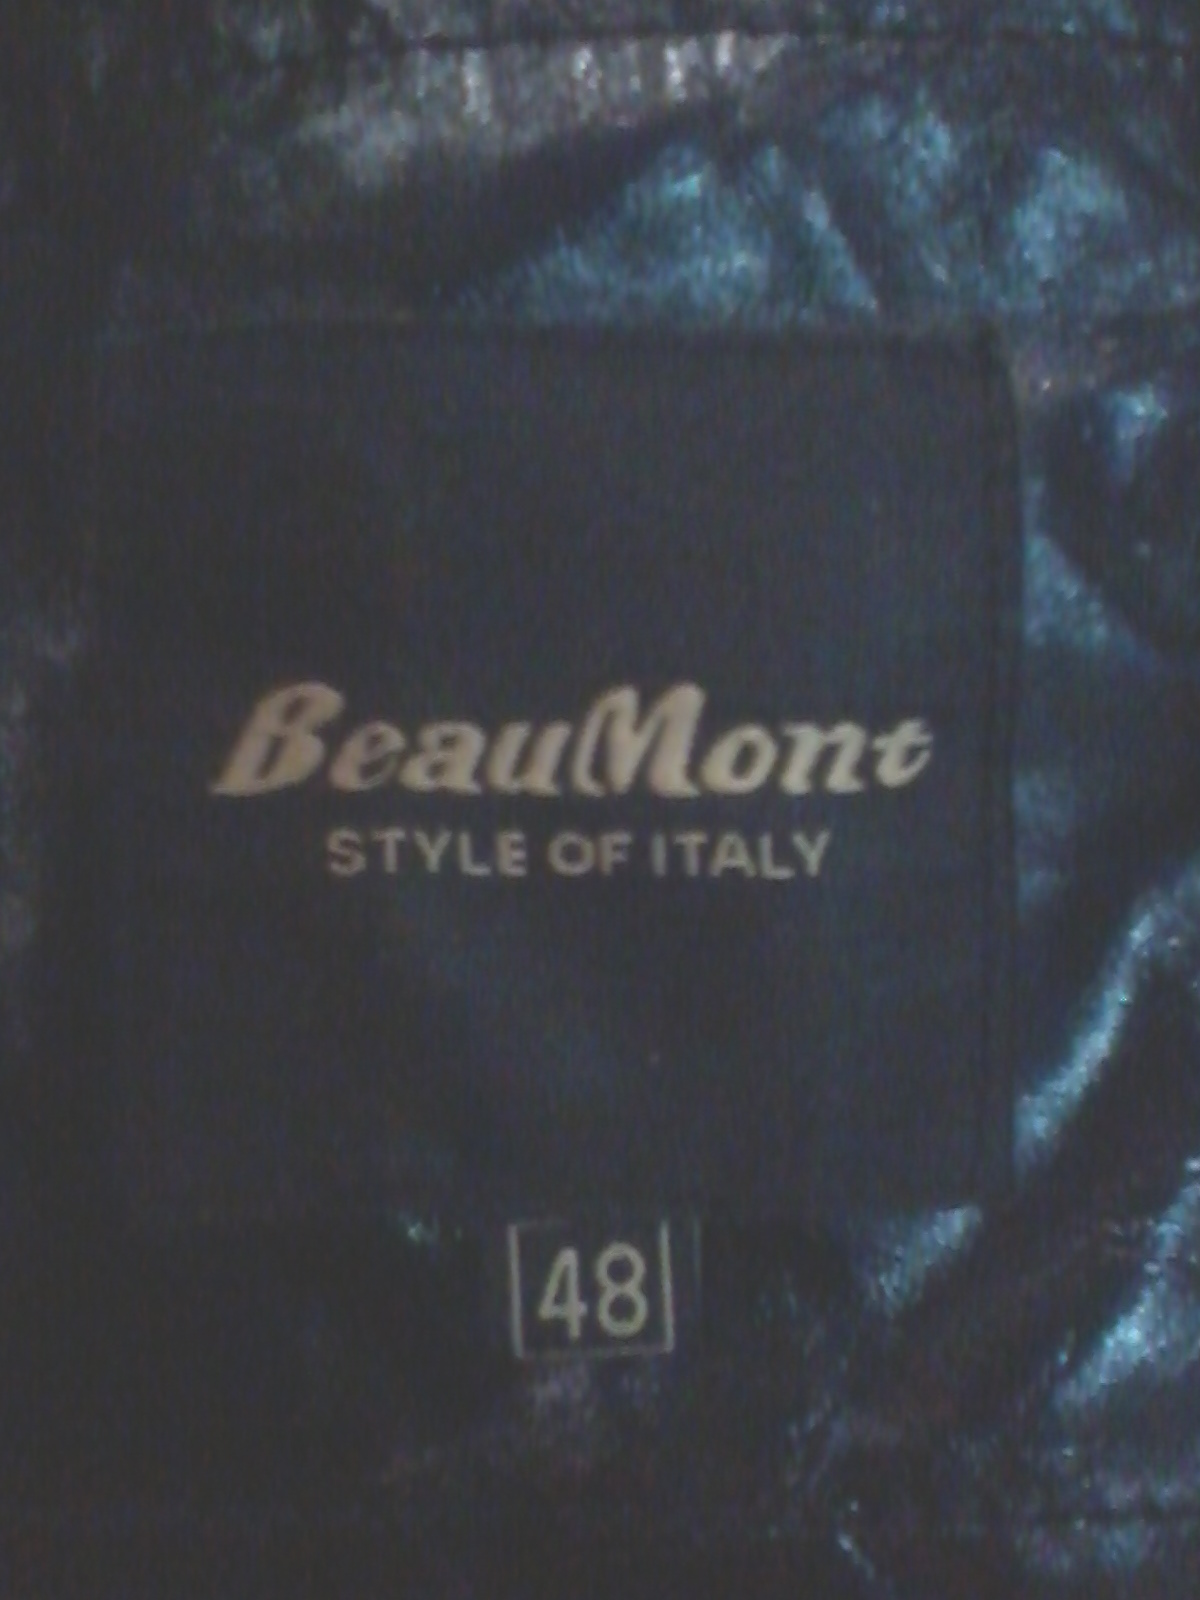 BeauMont
STYLE OF ITALY
48